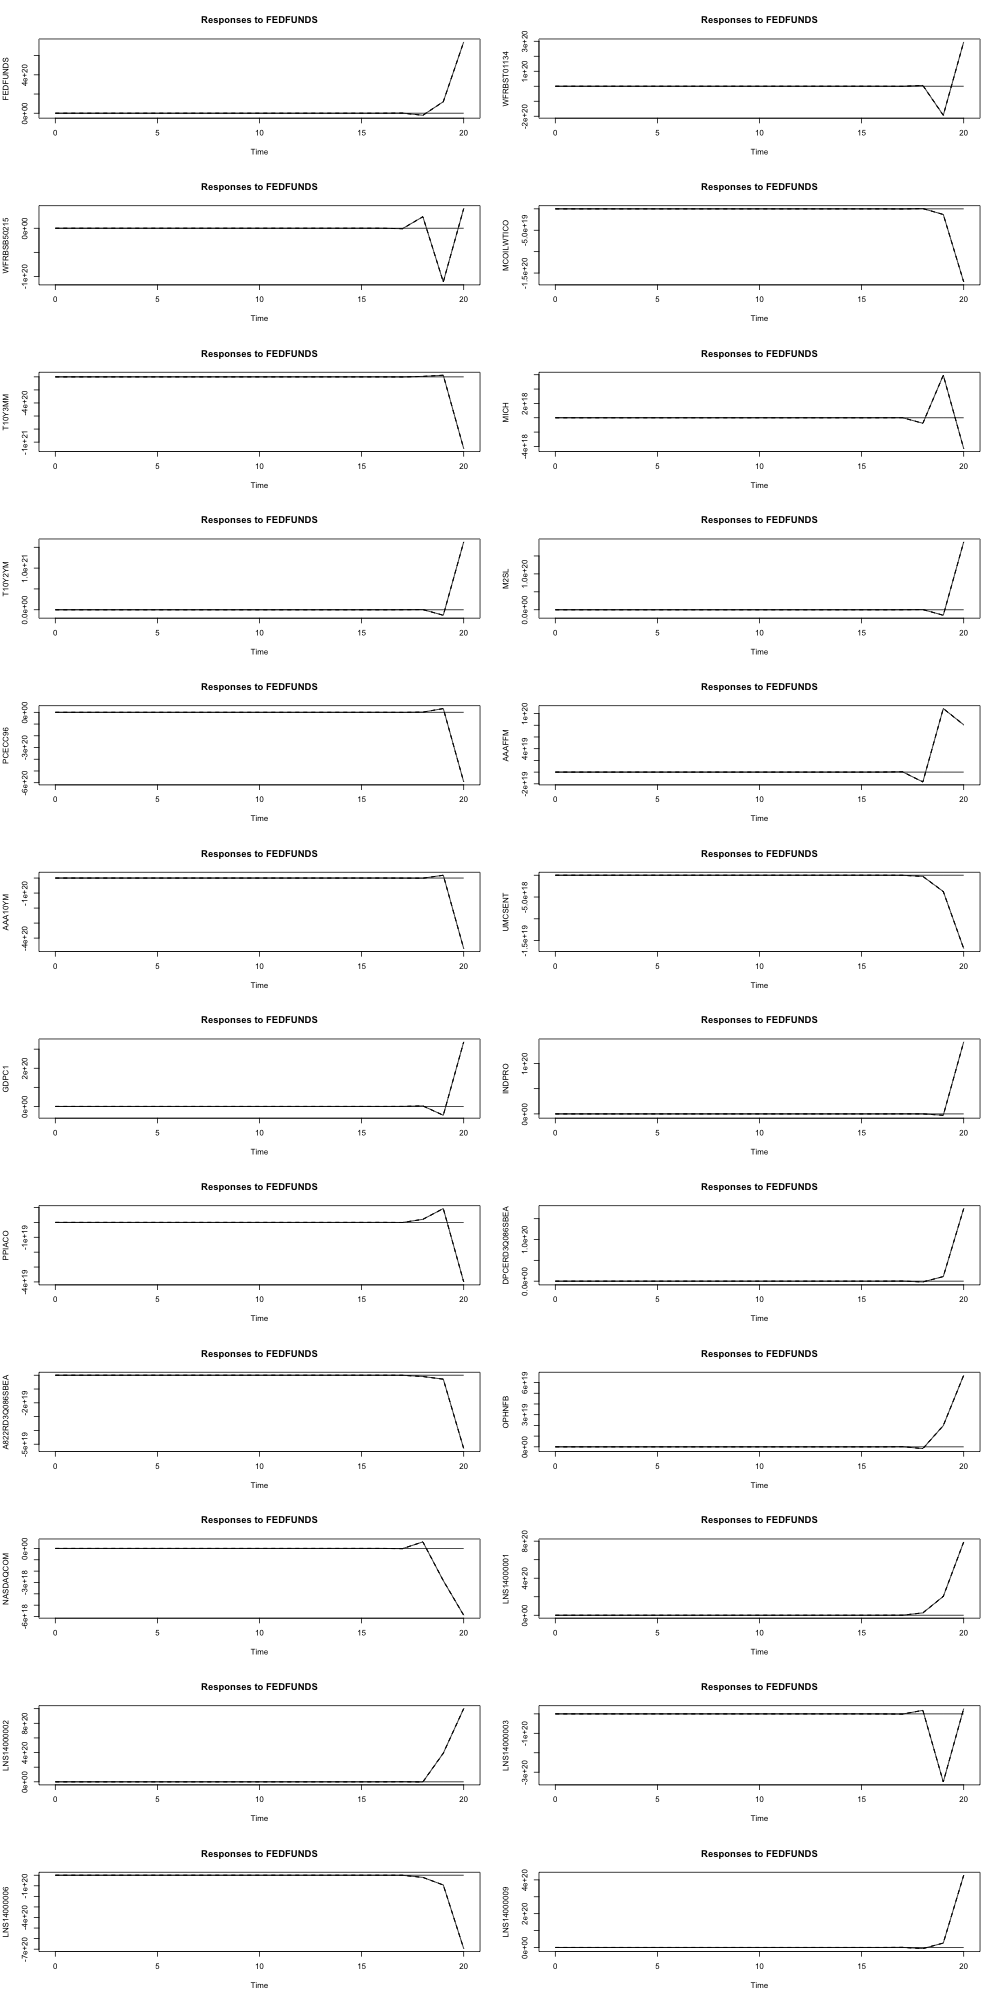 Responses to FEDFUNDS
FEDFUNDS
0e+00 4e+20
0 5 10 15 20
Time
Responses to FEDFUNDS
WFRBST01134
-2e+20 1e+20 3e+20
0 5 10 15 20
Time
Responses to FEDFUNDS
WFRBSB50215
-1e+20 0e+00
0 5 10 15 20
Time
Responses to FEDFUNDS
MCOILWTICO
-1.5e+20 -5.0e+19
0 5 10 15 20
Time
Responses to FEDFUNDS
T10Y3MM
-1e+21 -4e+20
0 5 10 15 20
Time
Responses to FEDFUNDS
MICH
-4e+18 2e+18
0 5 10 15 20
Time
Responses to FEDFUNDS
T10Y2YM
0.0e+00 1.0e+21
0 5 10 15 20
Time
Responses to FEDFUNDS
M2SL
0.0e+00 1.0e+20
0 5 10 15 20
Time
Responses to FEDFUNDS
PCECC96
-6e+20 -3e+20 0e+00
0 5 10 15 20
Time
Responses to FEDFUNDS
AAAFFM
-2e+19 4e+19 1e+20
0 5 10 15 20
Time
Responses to FEDFUNDS
AAA10YM
-4e+20 -1e+20
0 5 10 15 20
Time
Responses to FEDFUNDS
UMCSENT
-1.5e+19 -5.0e+18
0 5 10 15 20
Time
Responses to FEDFUNDS
GDPC1
0e+00 2e+20
0 5 10 15 20
Time
Responses to FEDFUNDS
INDPRO
0e+00 1e+20
0 5 10 15 20
Time
Responses to FEDFUNDS
PPIACO
-4e+19 -1e+19
0 5 10 15 20
Time
Responses to FEDFUNDS
DPCERD3Q086SBEA
0.0e+00 1.0e+20
0 5 10 15 20
Time
Responses to FEDFUNDS
A822RD3Q086SBEA
-5e+19 -2e+19
0 5 10 15 20
Time
Responses to FEDFUNDS
OPHNFB
0e+00 3e+19 6e+19
0 5 10 15 20
Time
Responses to FEDFUNDS
NASDAQCOM
-6e+18 -3e+18 0e+00
0 5 10 15 20
Time
Responses to FEDFUNDS
LNS14000001
0e+00 4e+20 8e+20
0 5 10 15 20
Time
Responses to FEDFUNDS
LNS14000002
0e+00 4e+20 8e+20
0 5 10 15 20
Time
Responses to FEDFUNDS
LNS14000003
-3e+20 -1e+20
0 5 10 15 20
Time
Responses to FEDFUNDS
LNS14000006
-7e+20 -4e+20 -1e+20
0 5 10 15 20
Time
Responses to FEDFUNDS
LNS14000009
0e+00 2e+20 4e+20
0 5 10 15 20
Time